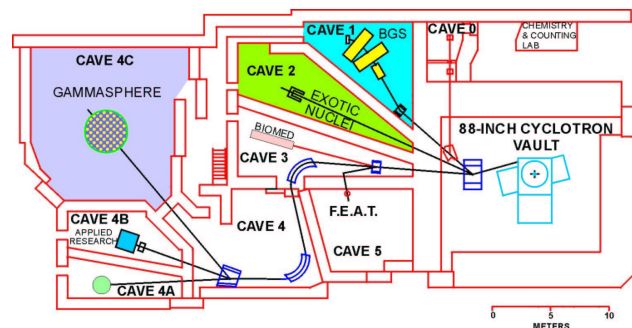 CAVE 4C
GAMMASPHERE
CAVE 1
BGS
CAVE 0
CHEMISTRY
& COUNTING
LAB
CAVE 2
EXOTIC
NUCLEI
88-INCH CYCLOTRON
VAULT
BIOMED
CAVE 3
F.E.A.T.
CAVE 4
CAVE 5
CAVE 4B
APPLIED
RESEARCH
CAVE 4A
0 5 10
METERS